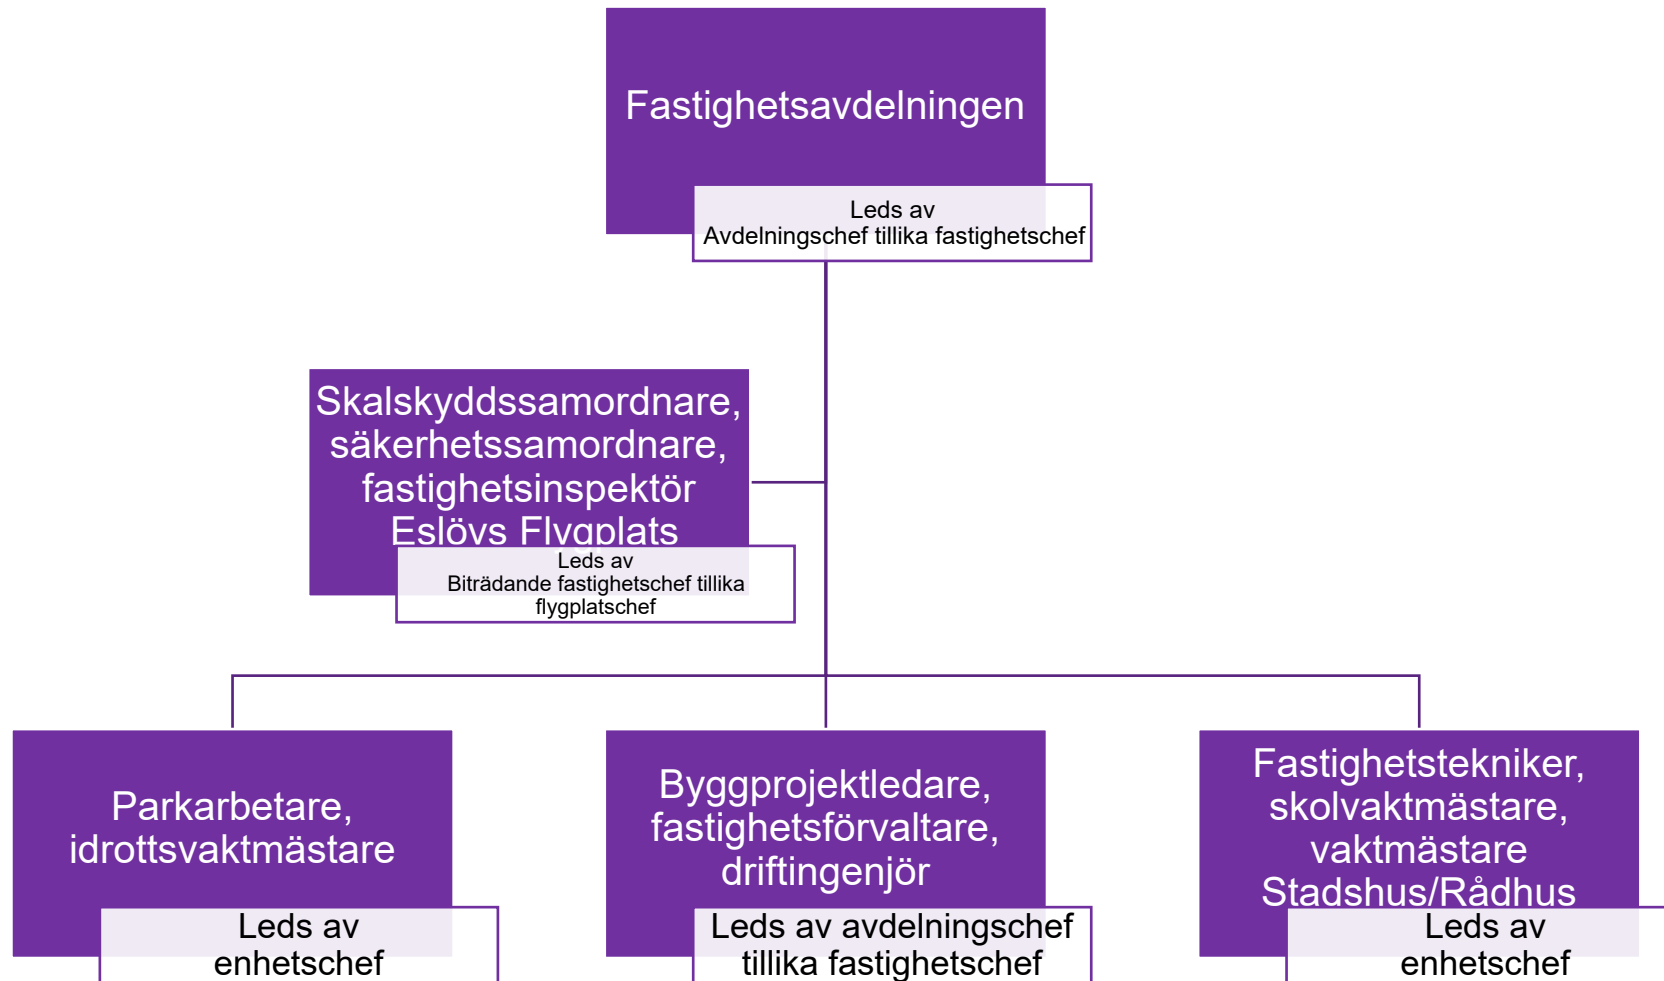 Fastighetsavdelningen
Leds av
Avdelningschef tillika fastighetschef
Skalskyddssamordnare,
säkerhetssamordnare,
fastighetsinspektör
Eslövs Flygplats
Leds av
Biträdande fastighetschef tillika
flygplatschef
Parkarbetare,
idrottsvaktmästare
Leds av
enhetschef
Byggprojektledare,
fastighetsförvaltare,
driftingenjör
Leds av avdelningschef
tillika fastighetschef
Fastighetstekniker,
skolvaktmästare,
vaktmästare
Stadshus/Rådhus
Leds av
enhetschef